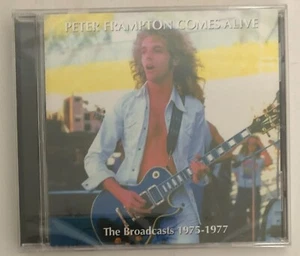 PETER FRAMPTON COMES ALIVE
The Broadcasts 1975-1977